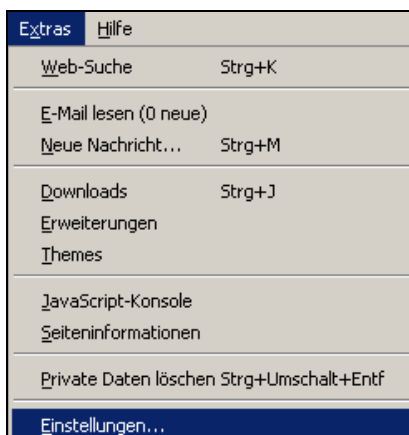 Extras Hilfe
Web-Suche Strg+K
E-Mail lesen (0 neue)
Neue Nachricht... Strg+M
Downloads Strg+J
Erweiterungen
Themes
JavaScript-Konsole
Seiteninformationen
Private Daten löschen Strg+Umschalt+Entf
Einstellungen...